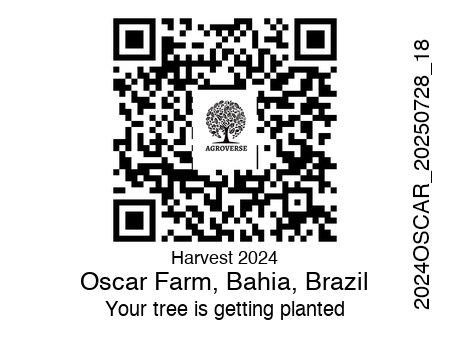 AGROVERSE
Harvest 2024
Oscar Farm, Bahia, Brazil
Your tree is getting planted
2024OSCAR_20250728_18